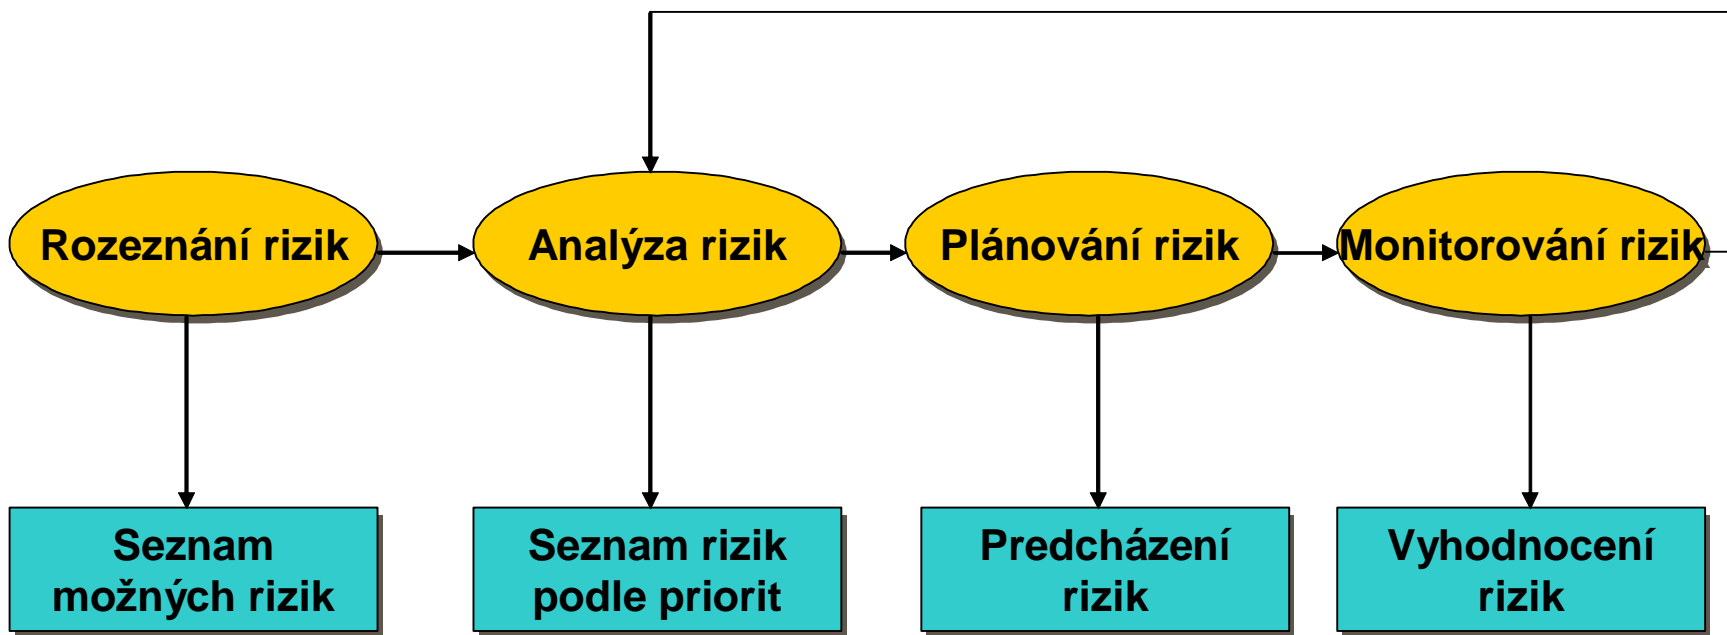 Rozeznání rizik
Analýza rizik
Plánování rizik
Monitorování rizik
Seznam
možných rizik
Seznam rizik
podle priorit
Predcházení
rizik
Vyhodnocení
rizik